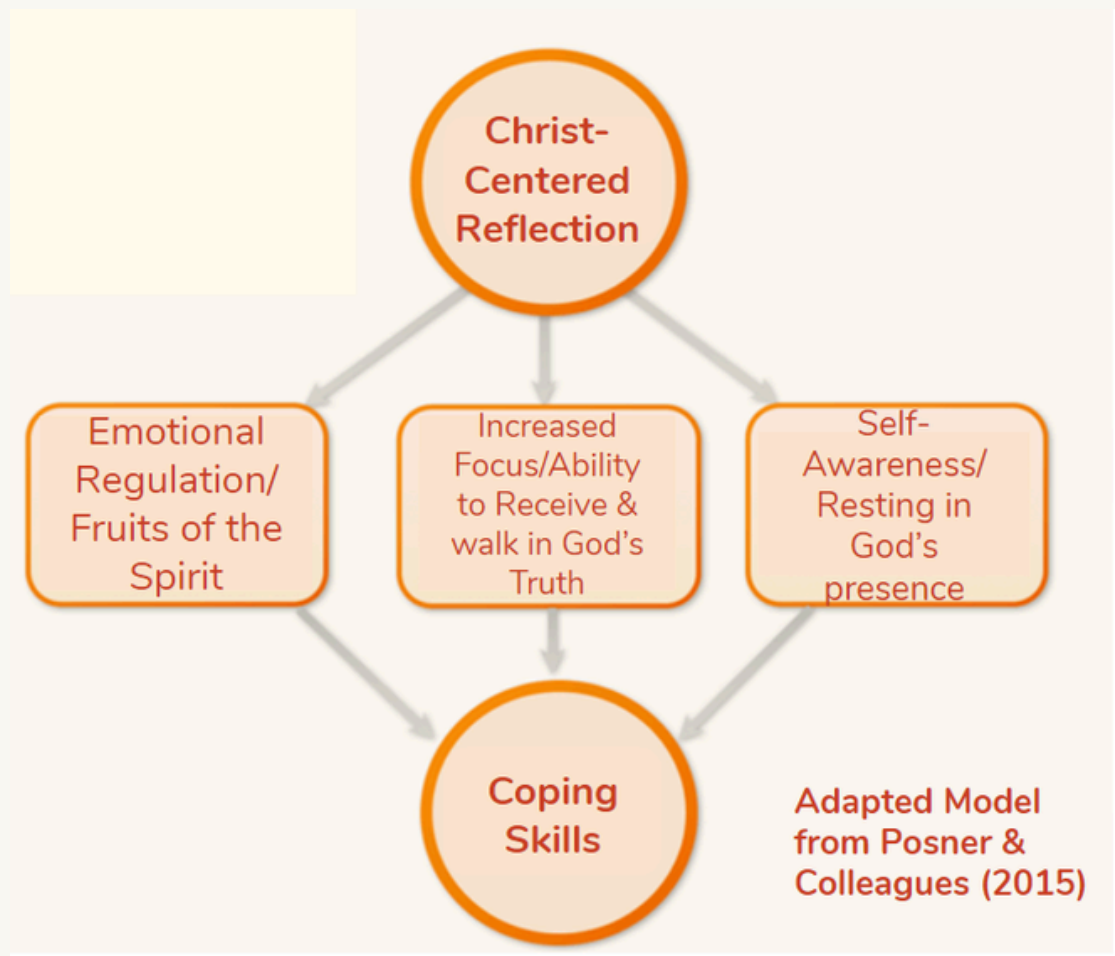 Christ-
Centered
Reflection
Emotional
Regulation/
Fruits of the
Spirit
Increased
Focus/Ability
to Receive &
walk in God's
Truth
Self-
Awareness/
Resting in
God's
presence
Coping
Skills
Adapted Model
from Posner &
Colleagues (2015)